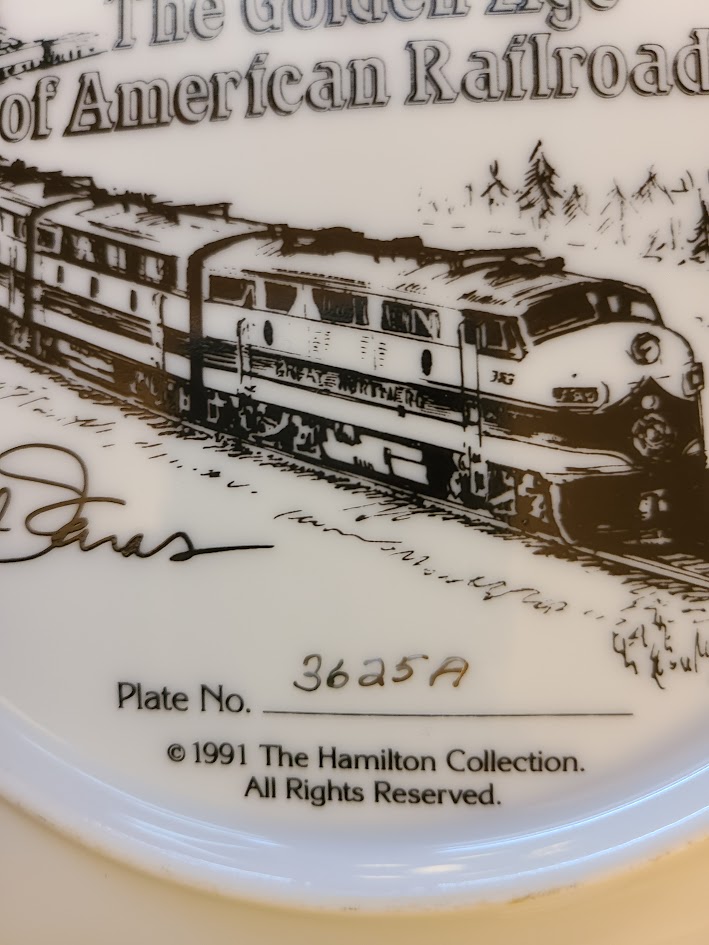 The Golden Age
of American Railroad
GREAT NORTHERN
Plate No. 3625A
© 1991 The Hamilton Collection.
All Rights Reserved.